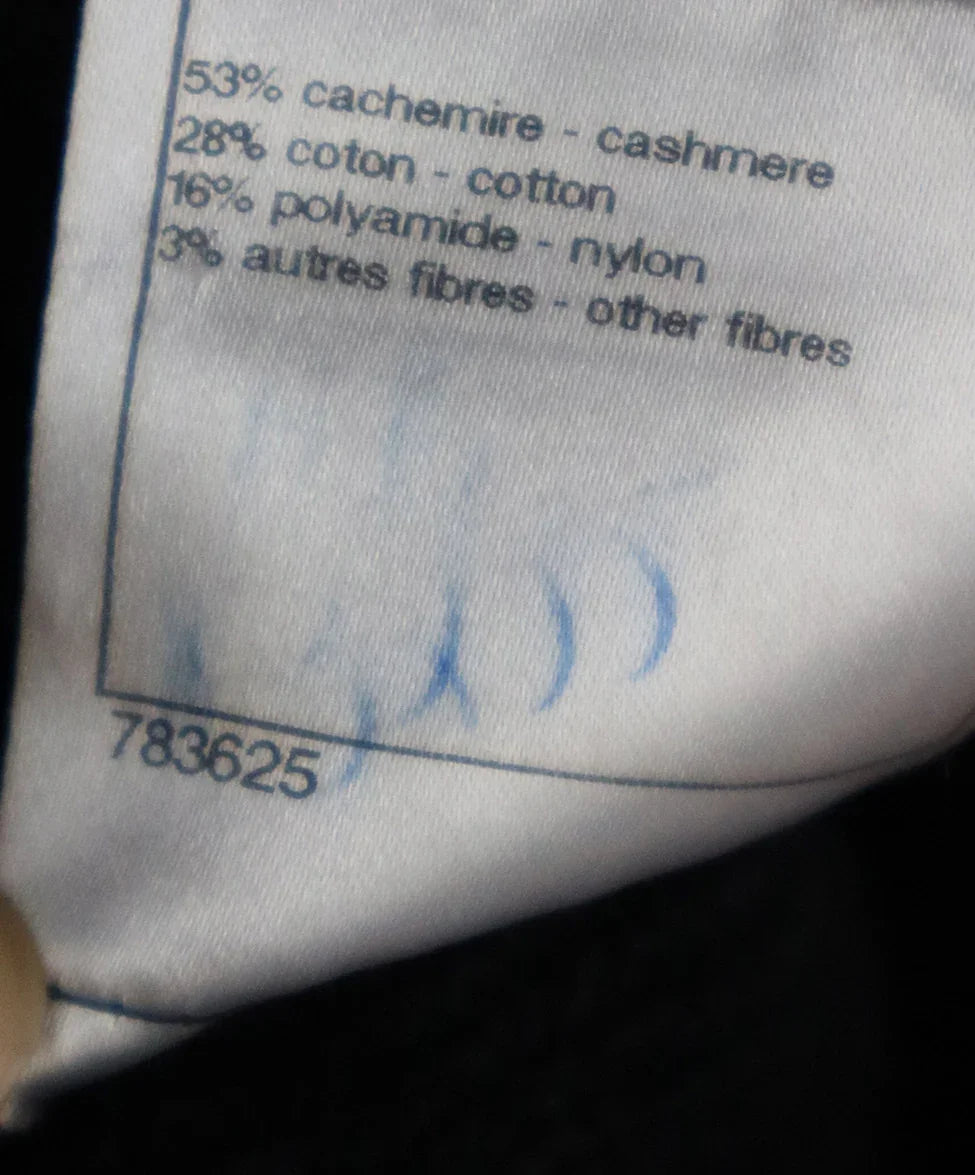 53% cachemire - cashmere
28% coton - cotton
16% polyamide - nylon
3% autres fibres - other fibres
783625